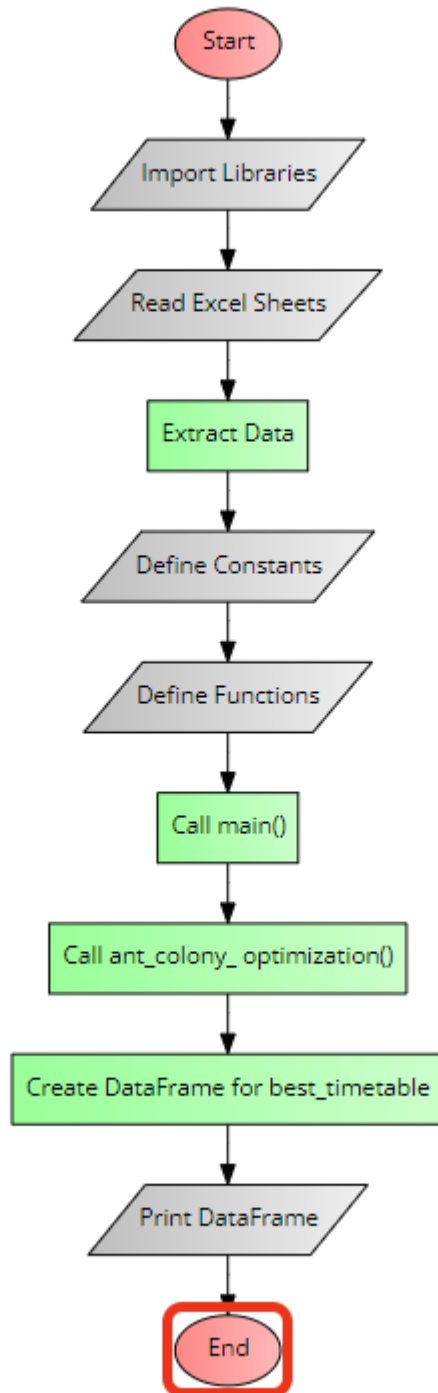 Start
Import Libraries
Read Excel Sheets
Extract Data
Define Constants
Define Functions
Call main()
Call ant_colony_ optimization()
Create DataFrame for best_timetable
Print DataFrame
End